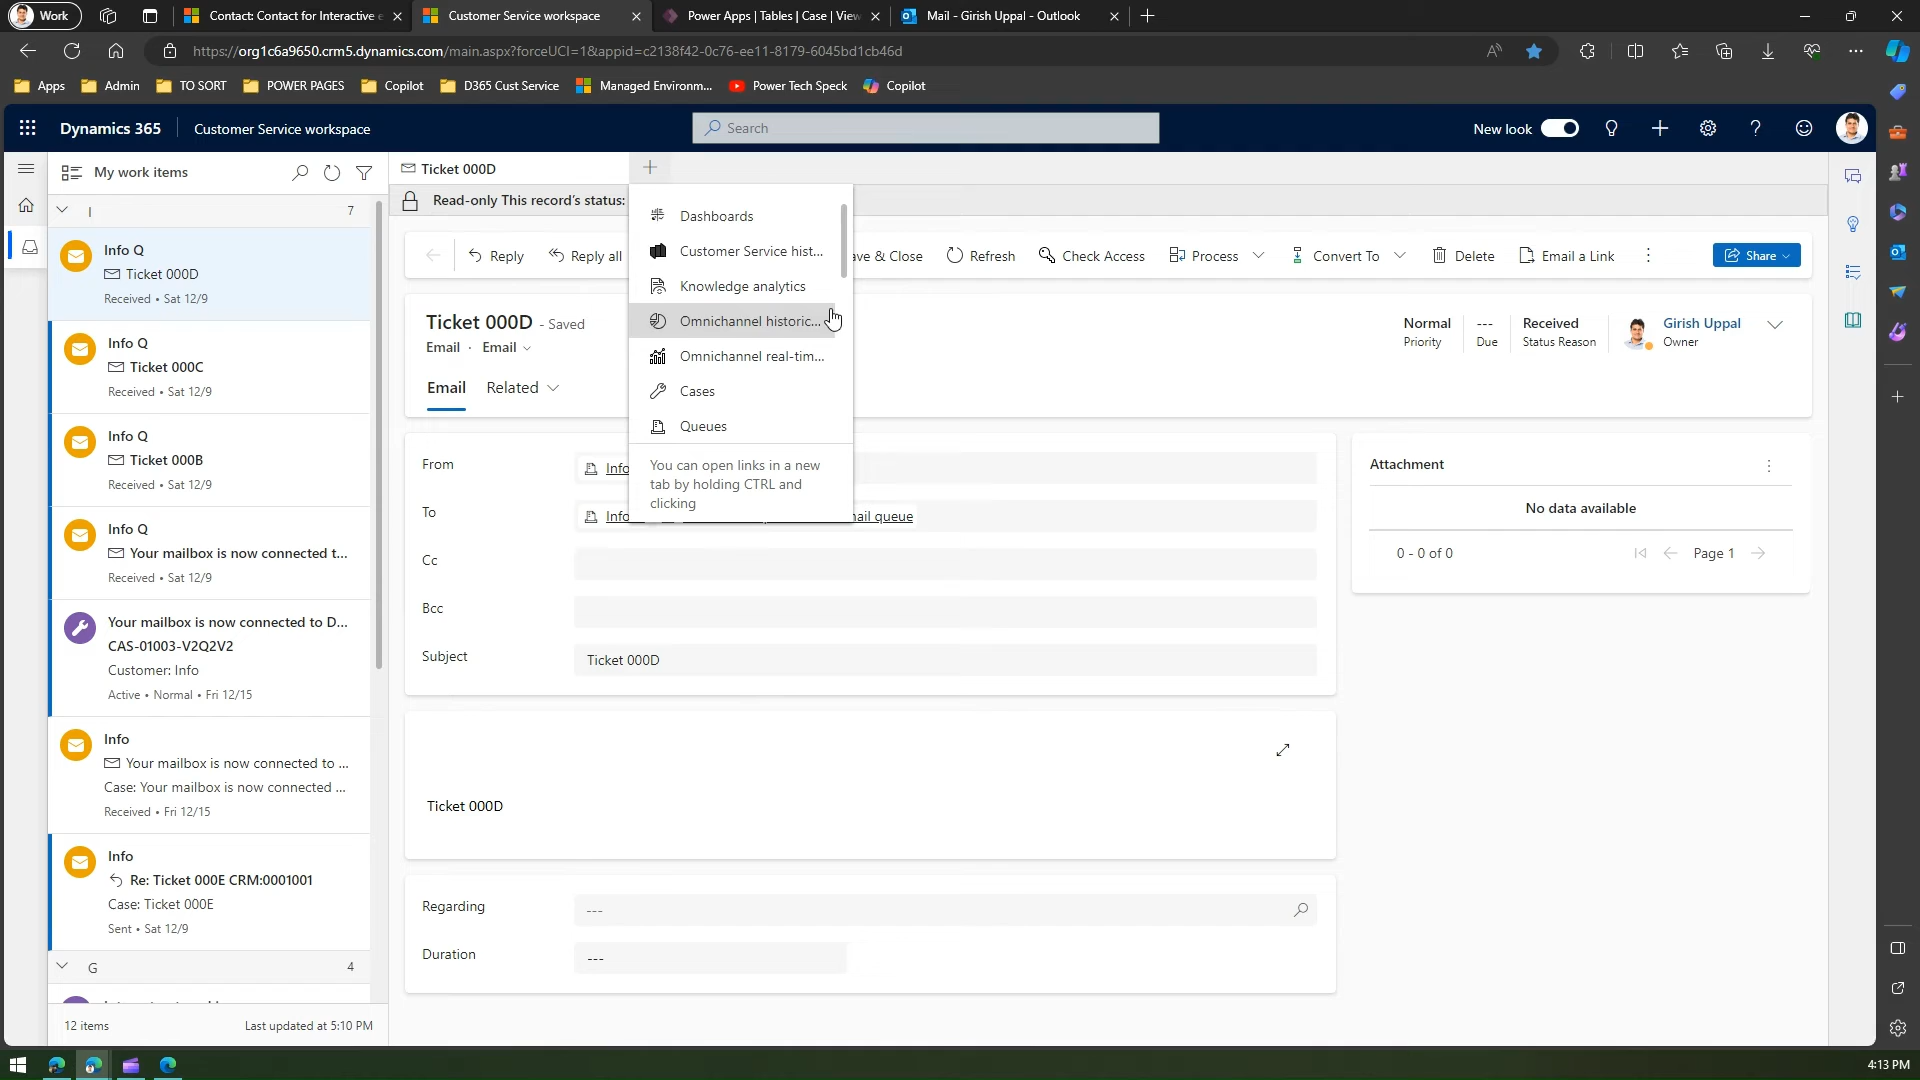 Work
Contact: Contact for Interactive e
Customer Service workspace
Power Apps | Tables | Case | View
Mail - Girish Uppal - Outlook
https://org1c6a9650.crm5.dynamics.com/main.aspx?forceUCI=1&appid=c2138f42-0c76-ee11-8179-6045bd1cb46d
Apps
Admin
TO SORT
POWER PAGES
Copilot
D365 Cust Service
Managed Environm...
Power Tech Speck
Copilot
Dynamics 365
Customer Service workspace
Search
New look
My work items
I
7
Info Q
Ticket 000D
Received • Sat 12/9
Info Q
Ticket 000C
Received • Sat 12/9
Info Q
Ticket 000B
Received • Sat 12/9
Info Q
Your mailbox is now connected t...
Received • Sat 12/9
Your mailbox is now connected to D...
CAS-01003-V2Q2V2
Customer: Info
Active • Normal • Fri 12/15
Info
Your mailbox is now connected to ...
Case: Your mailbox is now connected ...
Received • Fri 12/15
Info
Re: Ticket 000E CRM:0001001
Case: Ticket 000E
Sent • Sat 12/9
G
4
12 items
Last updated at 5:10 PM
Ticket 000D
Read-only This record's status:
Reply
Reply all
ave & Close
Refresh
Check Access
Process
Convert To
Delete
Email a Link
Share
Dashboards
Customer Service hist...
Knowledge analytics
Omnichannel historic...
Omnichannel real-tim...
Cases
Queues
You can open links in a new
tab by holding CTRL and
clicking
Ticket 000D - Saved
Email · Email
Normal
Priority
---
Due
Received
Status Reason
Girish Uppal
Owner
Email
Related
From
Info
To
Info
mail queue
Cc
Bcc
Subject
Ticket 000D
Attachment
No data available
0 - 0 of 0
Page 1
Ticket 000D
Regarding
---
Duration
---
4:13 PM